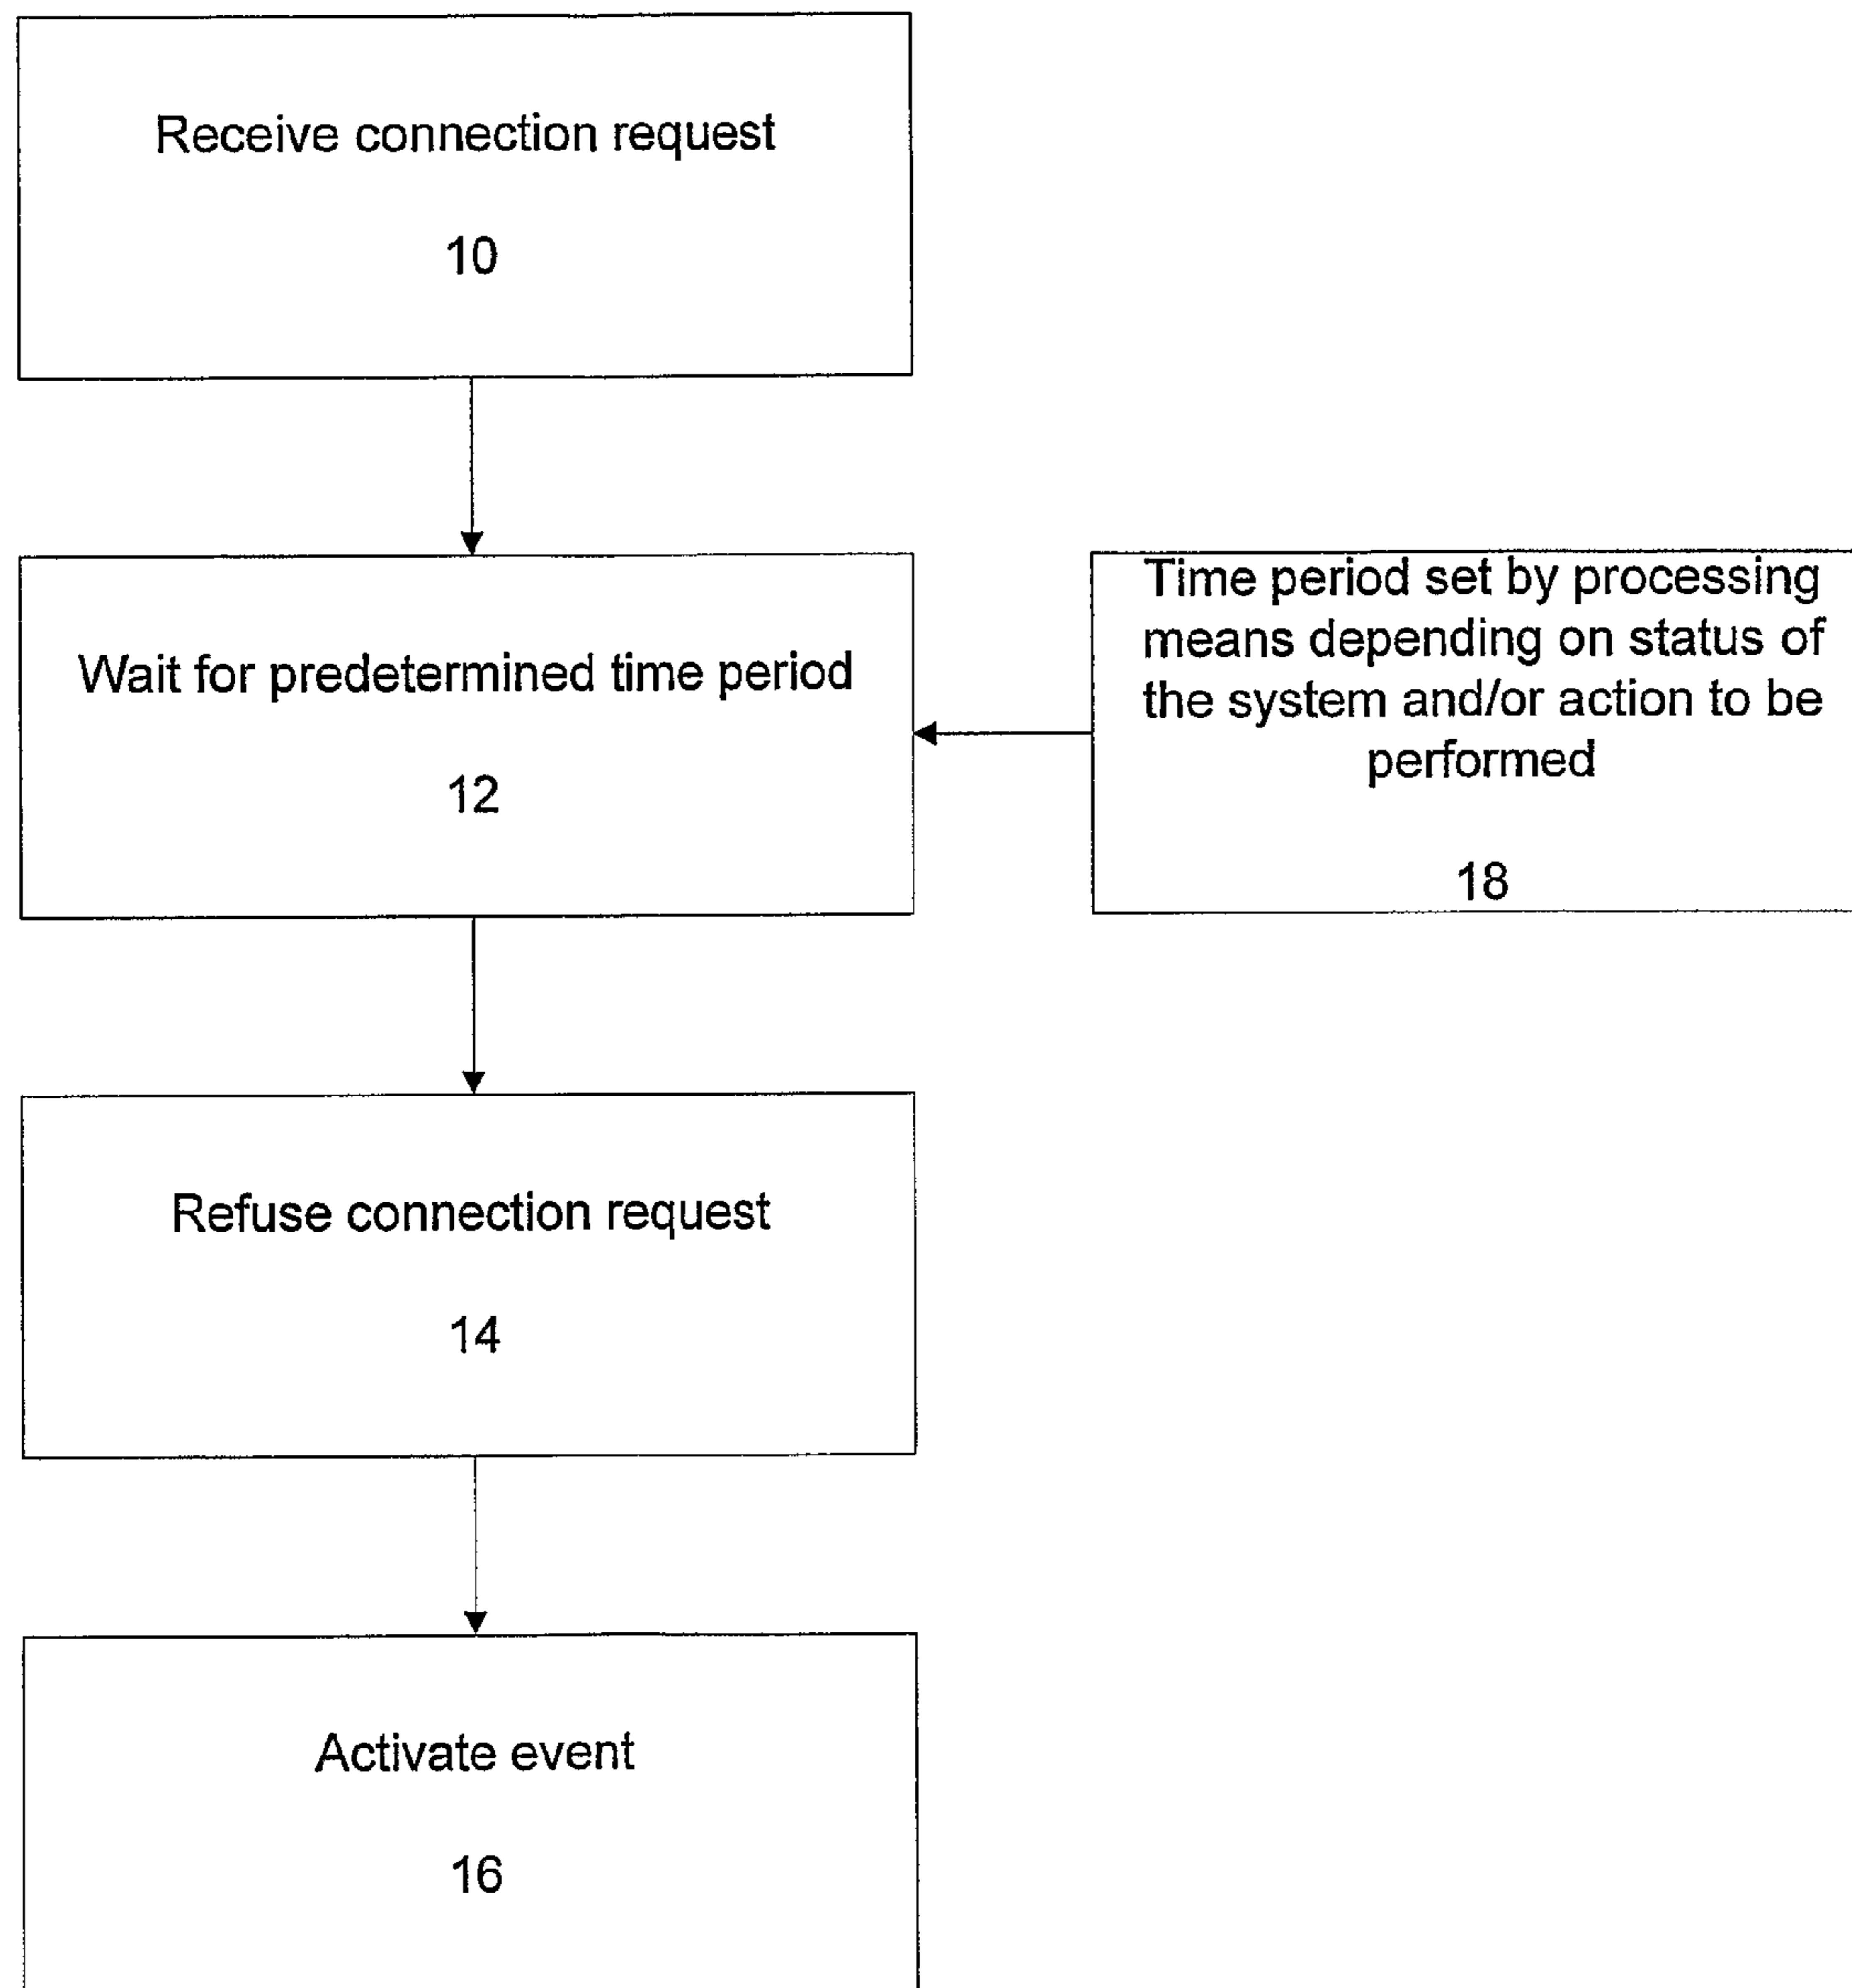 Receive connection request
10
Wait for predetermined time period
12
Time period set by processing
means depending on status of
the system and/or action to be
performed
18
Refuse connection request
14
Activate event
16